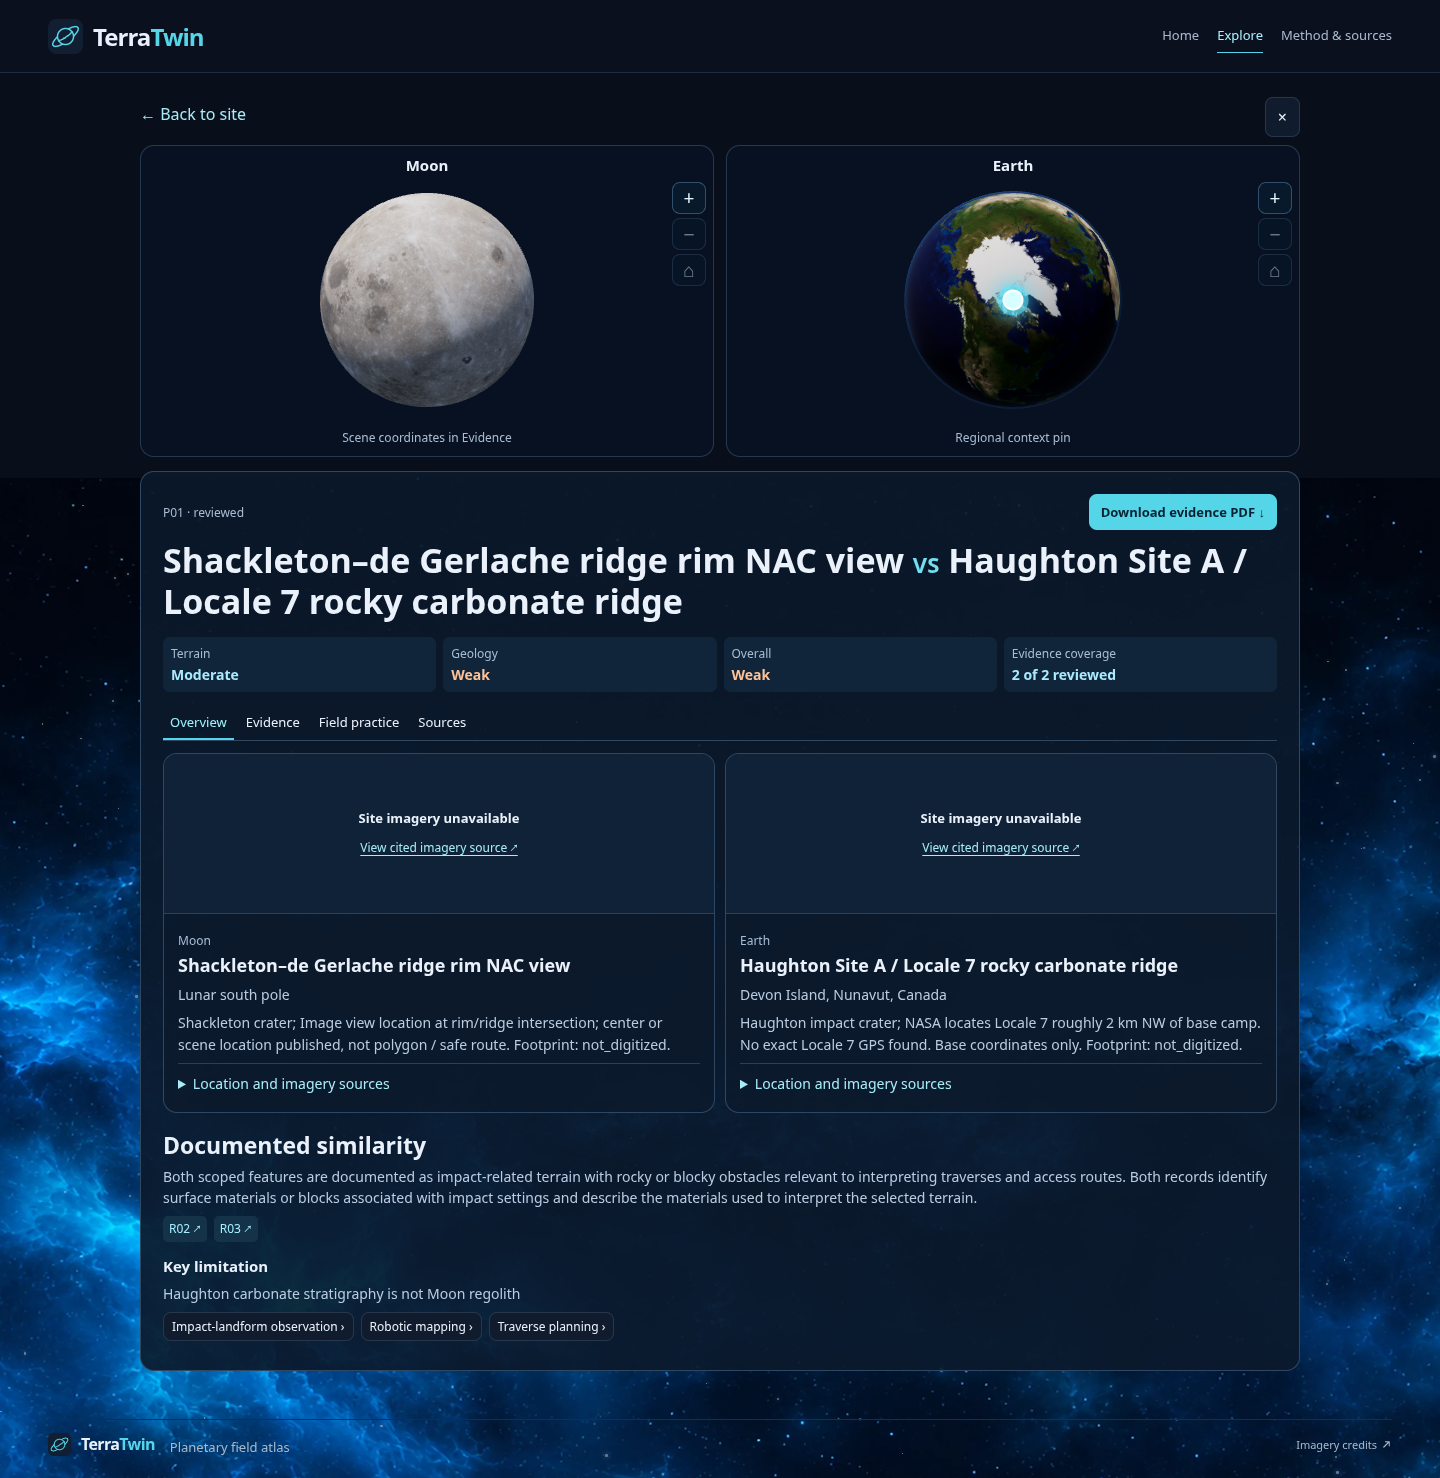 TerraTwin
Home Explore Method & sources
← Back to site
×
Moon
+
−
⌂
Scene coordinates in Evidence
Earth
+
−
⌂
Regional context pin
P01 · reviewed
Download evidence PDF ↓
Shackleton–de Gerlache ridge rim NAC view vs Haughton Site A /
Locale 7 rocky carbonate ridge
Terrain
Moderate
Geology
Weak
Overall
Weak
Evidence coverage
2 of 2 reviewed
Overview Evidence Field practice Sources
Site imagery unavailable
View cited imagery source ↗
Moon
Shackleton–de Gerlache ridge rim NAC view
Lunar south pole
Shackleton crater; Image view location at rim/ridge intersection; center or
scene location published, not polygon / safe route. Footprint: not_digitized.
▶ Location and imagery sources
Site imagery unavailable
View cited imagery source ↗
Earth
Haughton Site A / Locale 7 rocky carbonate ridge
Devon Island, Nunavut, Canada
Haughton impact crater; NASA locates Locale 7 roughly 2 km NW of base camp.
No exact Locale 7 GPS found. Base coordinates only. Footprint: not_digitized.
▶ Location and imagery sources
Documented similarity
Both scoped features are documented as impact-related terrain with rocky or blocky obstacles relevant to interpreting traverses and access routes. Both records identify
surface materials or blocks associated with impact settings and describe the materials used to interpret the selected terrain.
R02 ↗ R03 ↗
Key limitation
Haughton carbonate stratigraphy is not Moon regolith
Impact-landform observation › Robotic mapping › Traverse planning ›
TerraTwin Planetary field atlas
Imagery credits ↗